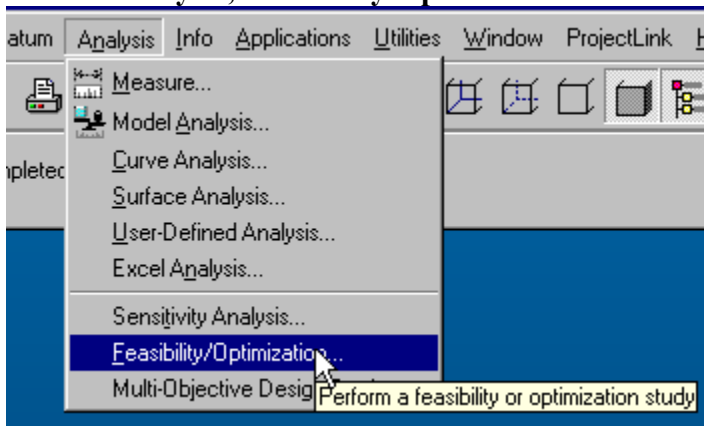 atum Analysis Info Applications Utilities Window ProjectLink H
Measure...
Model Analysis...
mpleted
Curve Analysis...
Surface Analysis...
User-Defined Analysis...
Excel Analysis...
Sensitivity Analysis...
Feasibility/Optimization...
Multi-Objective Desig
Perform a feasibility or optimization study